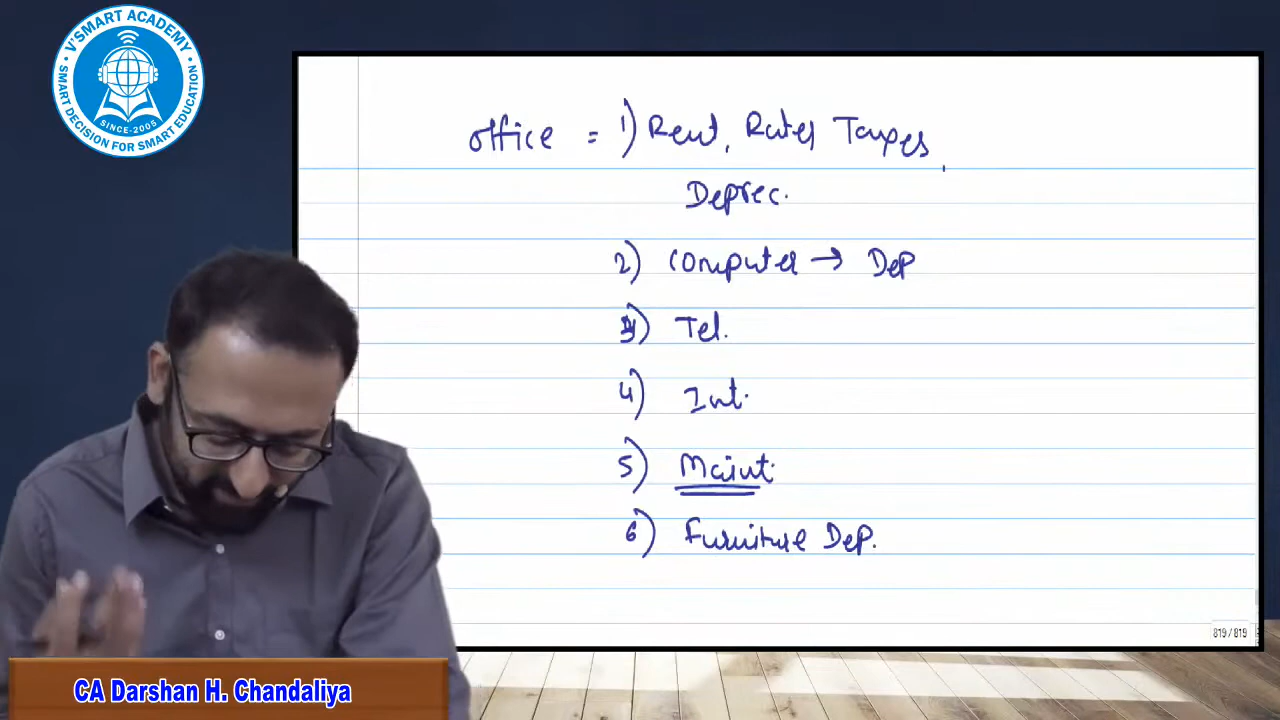 V'SMART ACADEMY
SMART DECISION FOR SMART EDUCATION
SINCE-2005
office = 1) Rent, Rates Taxes,
Deprec.
2) Computer → Dep
3) Tel.
4) Int.
5) Maint.
6) Furniture Dep.
819 / 819
CA Darshan H. Chandaliya